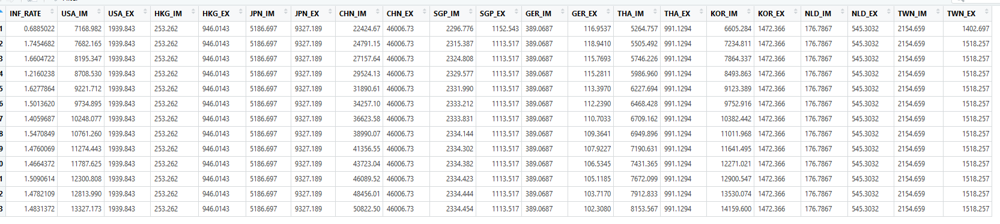 INF_RATE USA_IM USA_EX HKG_IM HKG_EX JPN_IM JPN_EX CHN_IM CHN_EX SGP_IM SGP_EX GER_IM GER_EX THA_IM THA_EX KOR_IM KOR_EX NLD_IM NLD_EX TWN_IM TWN_EX
1 0.6885022 7168.982 1939.843 253.262 946.0143 5186.697 9327.189 22424.67 46006.73 2296.776 1152.543 389.0687 116.9537 5264.757 991.1294 6605.284 1472.366 176.7867 545.3032 2154.659 1402.697
2 1.7454682 7682.165 1939.843 253.262 946.0143 5186.697 9327.189 24791.15 46006.73 2315.387 1113.517 389.0687 118.9410 5505.492 991.1294 7234.811 1472.366 176.7867 545.3032 2154.659 1518.257
3 1.6604722 8195.347 1939.843 253.262 946.0143 5186.697 9327.189 27157.64 46006.73 2324.808 1113.517 389.0687 115.7693 5746.226 991.1294 7864.337 1472.366 176.7867 545.3032 2154.659 1518.257
4 1.2160238 8708.530 1939.843 253.262 946.0143 5186.697 9327.189 29524.13 46006.73 2329.577 1113.517 389.0687 115.2811 5986.960 991.1294 8493.863 1472.366 176.7867 545.3032 2154.659 1518.257
5 1.6277864 9221.712 1939.843 253.262 946.0143 5186.697 9327.189 31890.61 46006.73 2331.990 1113.517 389.0687 113.3970 6227.694 991.1294 9123.389 1472.366 176.7867 545.3032 2154.659 1518.257
6 1.5013620 9734.895 1939.843 253.262 946.0143 5186.697 9327.189 34257.10 46006.73 2333.212 1113.517 389.0687 112.2390 6468.428 991.1294 9752.916 1472.366 176.7867 545.3032 2154.659 1518.257
7 1.4059687 10248.077 1939.843 253.262 946.0143 5186.697 9327.189 36623.58 46006.73 2333.831 1113.517 389.0687 110.7033 6709.162 991.1294 10382.442 1472.366 176.7867 545.3032 2154.659 1518.257
8 1.5470849 10761.260 1939.843 253.262 946.0143 5186.697 9327.189 38990.07 46006.73 2334.144 1113.517 389.0687 109.3641 6949.896 991.1294 11011.968 1472.366 176.7867 545.3032 2154.659 1518.257
9 1.4760069 11274.443 1939.843 253.262 946.0143 5186.697 9327.189 41356.55 46006.73 2334.302 1113.517 389.0687 107.9227 7190.631 991.1294 11641.495 1472.366 176.7867 545.3032 2154.659 1518.257
0 1.4664372 11787.625 1939.843 253.262 946.0143 5186.697 9327.189 43723.04 46006.73 2334.382 1113.517 389.0687 106.5345 7431.365 991.1294 12271.021 1472.366 176.7867 545.3032 2154.659 1518.257
1 1.5090614 12300.808 1939.843 253.262 946.0143 5186.697 9327.189 46089.52 46006.73 2334.423 1113.517 389.0687 105.1185 7672.099 991.1294 12900.547 1472.366 176.7867 545.3032 2154.659 1518.257
2 1.4782109 12813.990 1939.843 253.262 946.0143 5186.697 9327.189 48456.01 46006.73 2334.444 1113.517 389.0687 103.7170 7912.833 991.1294 13530.074 1472.366 176.7867 545.3032 2154.659 1518.257
3 1.4831372 13327.173 1939.843 253.262 946.0143 5186.697 9327.189 50822.50 46006.73 2334.454 1113.517 389.0687 102.3080 8153.567 991.1294 14159.600 1472.366 176.7867 545.3032 2154.659 1518.257